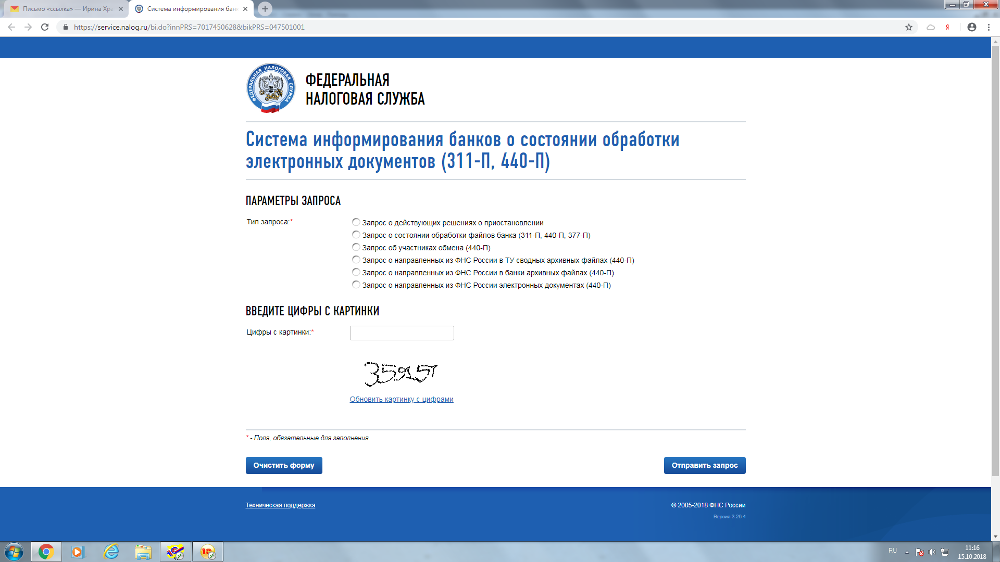 Письмо «ссылка» — Ирина Хра
Система информирования бан
https://service.nalog.ru/bi.do?innPRS=7017450628&bikPRS=047501001
Я
ФЕДЕРАЛЬНАЯ НАЛОГОВАЯ СЛУЖБА
ФЕДЕРАЛЬНАЯ
НАЛОГОВАЯ СЛУЖБА
Система информирования банков о состоянии обработки
электронных документов (311-П, 440-П)
ПАРАМЕТРЫ ЗАПРОСА
Тип запроса:*
Запрос о действующих решениях о приостановлении
Запрос о состоянии обработки файлов банка (311-П, 440-П, 377-П)
Запрос об участниках обмена (440-П)
Запрос о направленных из ФНС России в ТУ сводных архивных файлах (440-П)
Запрос о направленных из ФНС России в банки архивных файлах (440-П)
Запрос о направленных из ФНС России электронных документах (440-П)
ВВЕДИТЕ ЦИФРЫ С КАРТИНКИ
Цифры с картинки:*
Обновить картинку с цифрами
* - Поля, обязательные для заполнения
Очистить форму
Отправить запрос
Техническая поддержка
© 2005-2018 ФНС России
Версия 3.26.4
RU
11:16
15.10.2018